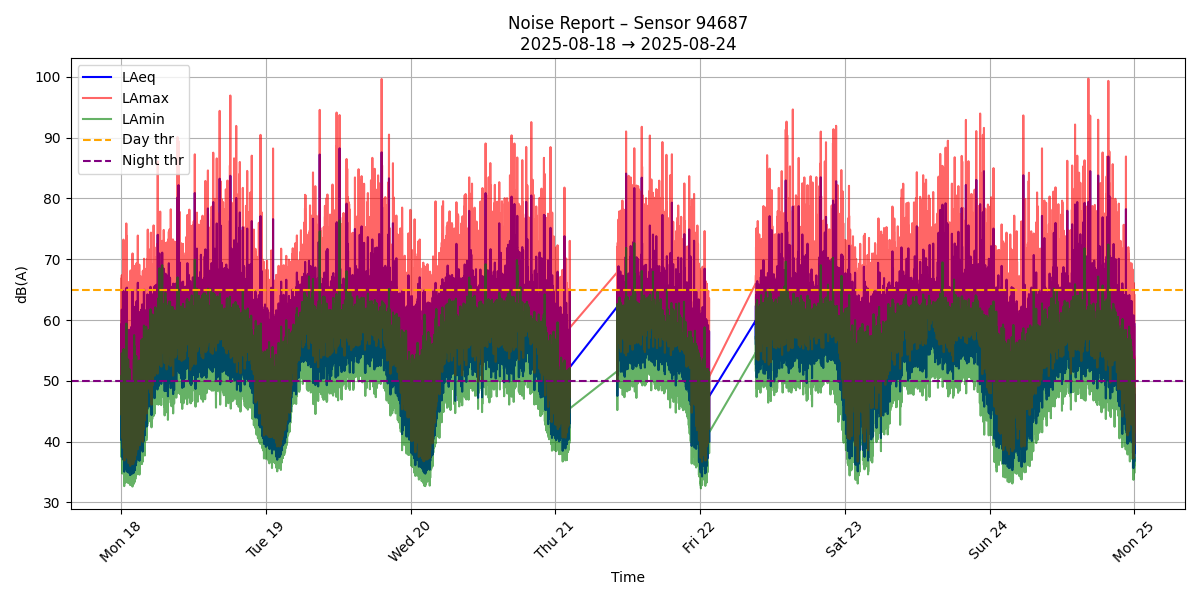 Noise Report – Sensor 94687
2025-08-18 → 2025-08-24
LAeq
LAmax
LAmin
Day thr
Night thr
dB(A)
100
90
80
70
60
50
40
30
Mon 18
Tue 19
Wed 20
Thu 21
Fri 22
Sat 23
Sun 24
Mon 25
Time